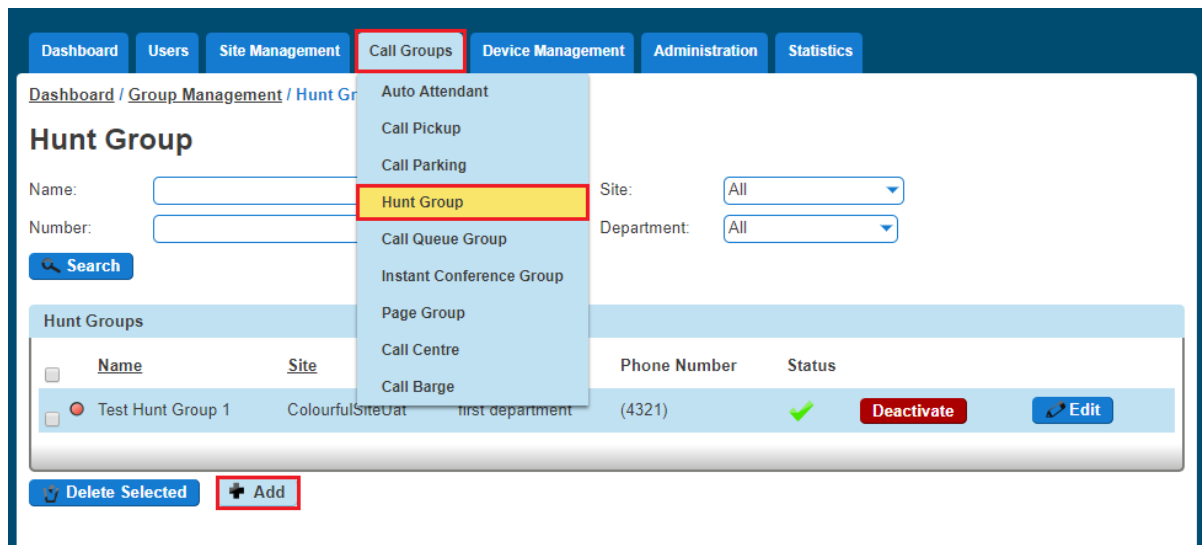 Dashboard Users Site Management Call Groups Device Management Administration Statistics
Dashboard / Group Management / Hunt Gr
Auto Attendant
Call Pickup
Call Parking
Hunt Group
Call Queue Group
Instant Conference Group
Page Group
Call Centre
Call Barge
Hunt Group
Name:
Site: All
Number:
Department: All
Search
Hunt Groups
Name Site Phone Number Status
Test Hunt Group 1 ColourfulSiteUat first department (4321) Deactivate Edit
Delete Selected Add